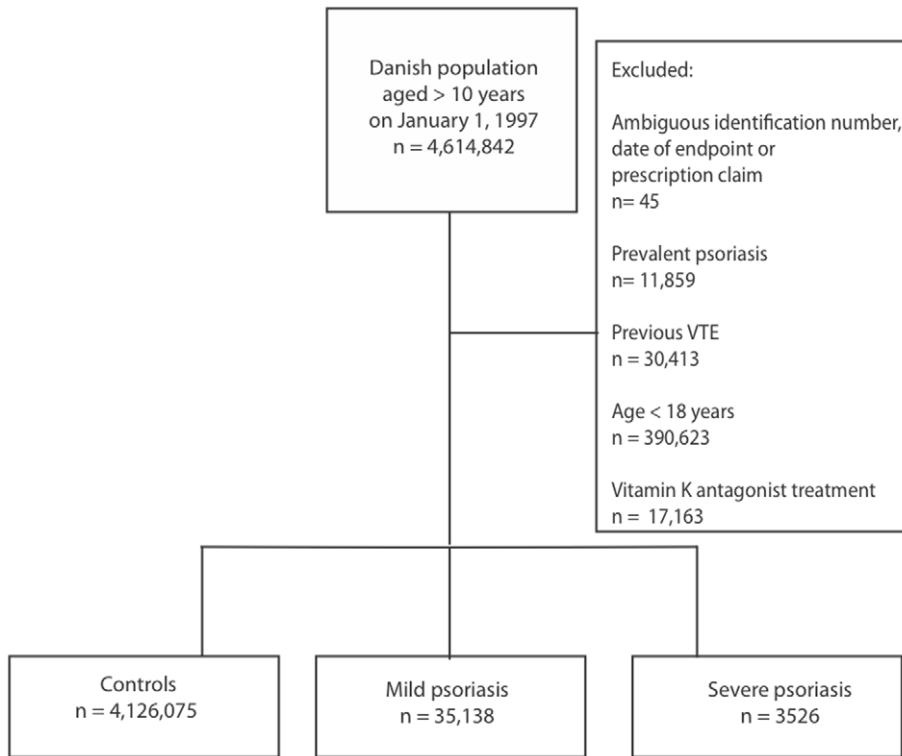 Danish population
aged > 10 years
on January 1, 1997
n = 4,614,842
Excluded:
Ambiguous identification number,
date of endpoint or
prescription claim
n= 45
Prevalent psoriasis
n= 11,859
Previous VTE
n = 30,413
Age < 18 years
n = 390,623
Vitamin K antagonist treatment
n = 17,163
Controls
n = 4,126,075
Mild psoriasis
n = 35,138
Severe psoriasis
n = 3526